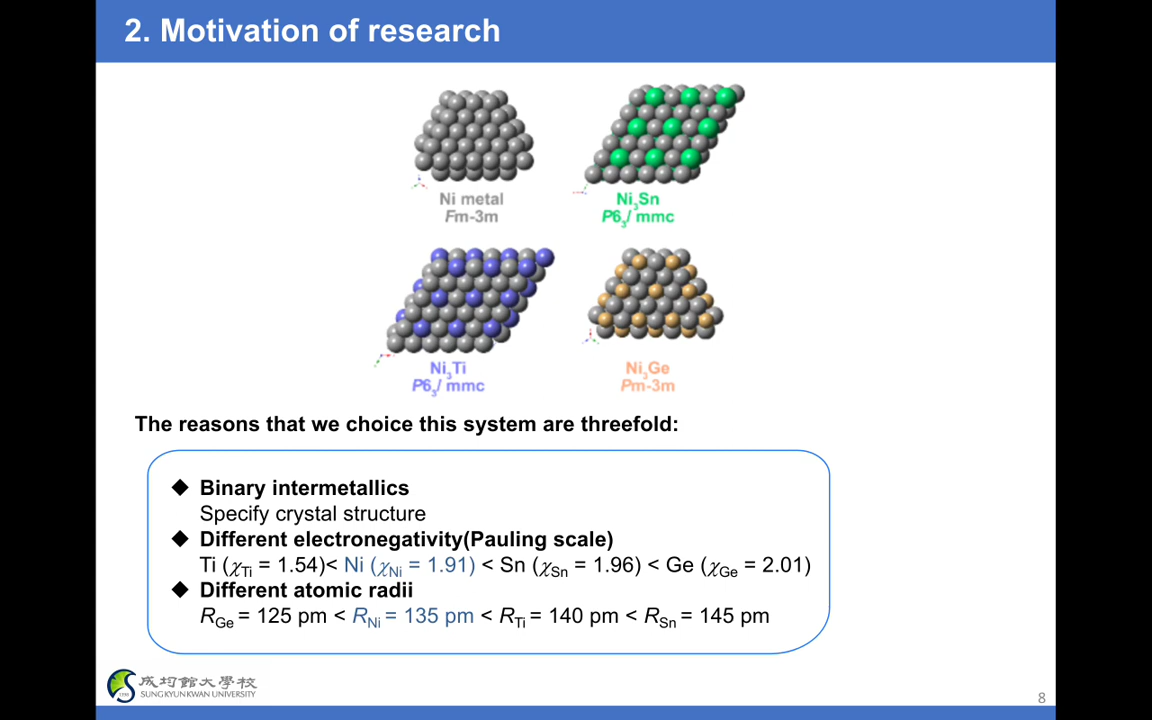 2. Motivation of research
Ni metal
Fm-3m
Ni₃Sn
P6₃/ mmc
Ni₃Ti
P6₃/ mmc
Ni₃Ge
Pm-3m
The reasons that we choice this system are threefold:
◆ Binary intermetallics
Specify crystal structure
◆ Different electronegativity(Pauling scale)
Ti (χTi = 1.54)< Ni (χNi = 1.91) < Sn (χSn = 1.96) < Ge (χGe = 2.01)
◆ Different atomic radii
RGe = 125 pm < RNi = 135 pm < RTi = 140 pm < RSn = 145 pm
成均館大學校
SUNGKYUNKWAN UNIVERSITY
8